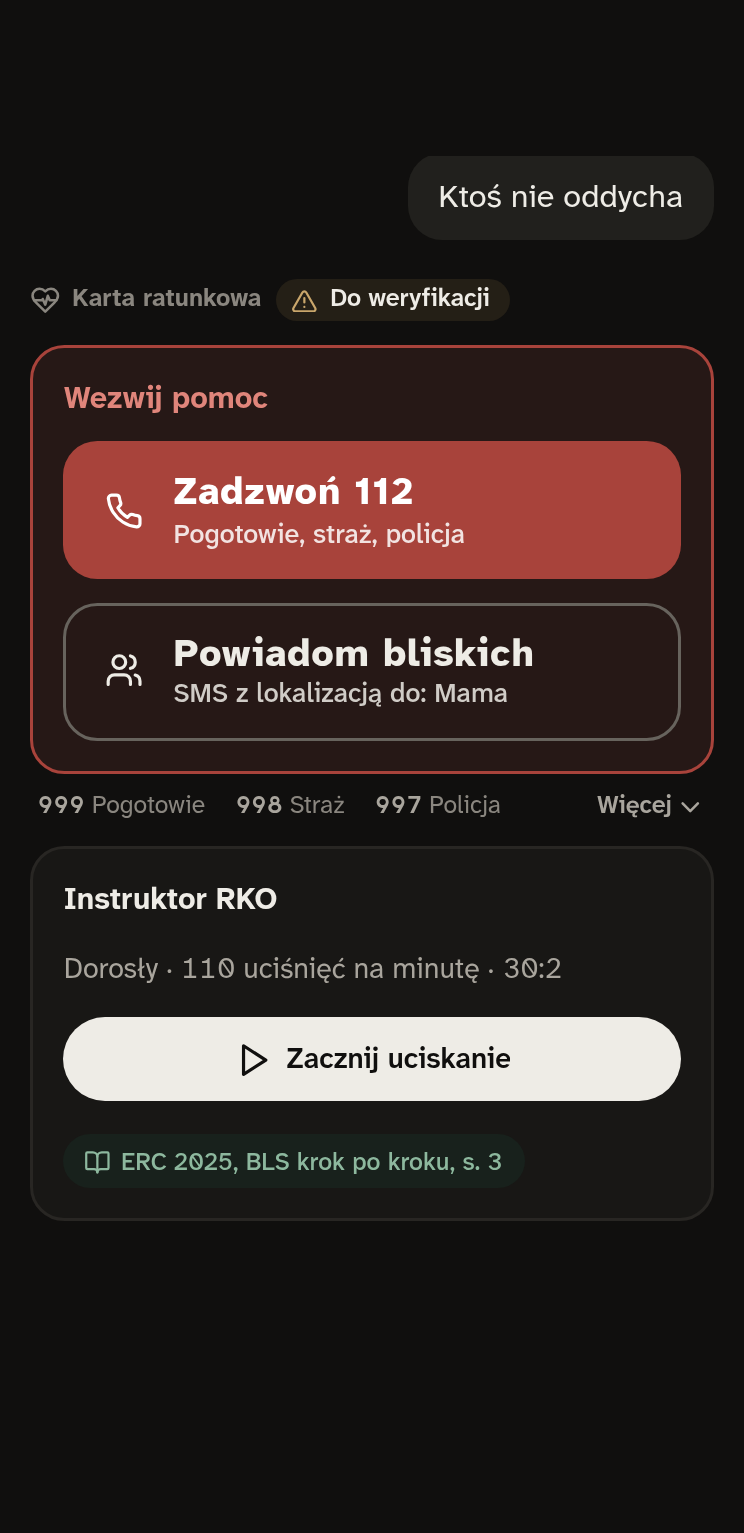 Ktoś nie oddycha
Karta ratunkowa
Do weryfikacji
Wezwij pomoc
Zadzwoń 112
Pogotowie, straż, policja
Powiadom bliskich
SMS z lokalizacją do: Mama
999 Pogotowie 998 Straż 997 Policja Więcej
Instruktor RKO
Dorosły · 110 uciśnięć na minutę · 30:2
Zacznij uciskanie
ERC 2025, BLS krok po kroku, s. 3